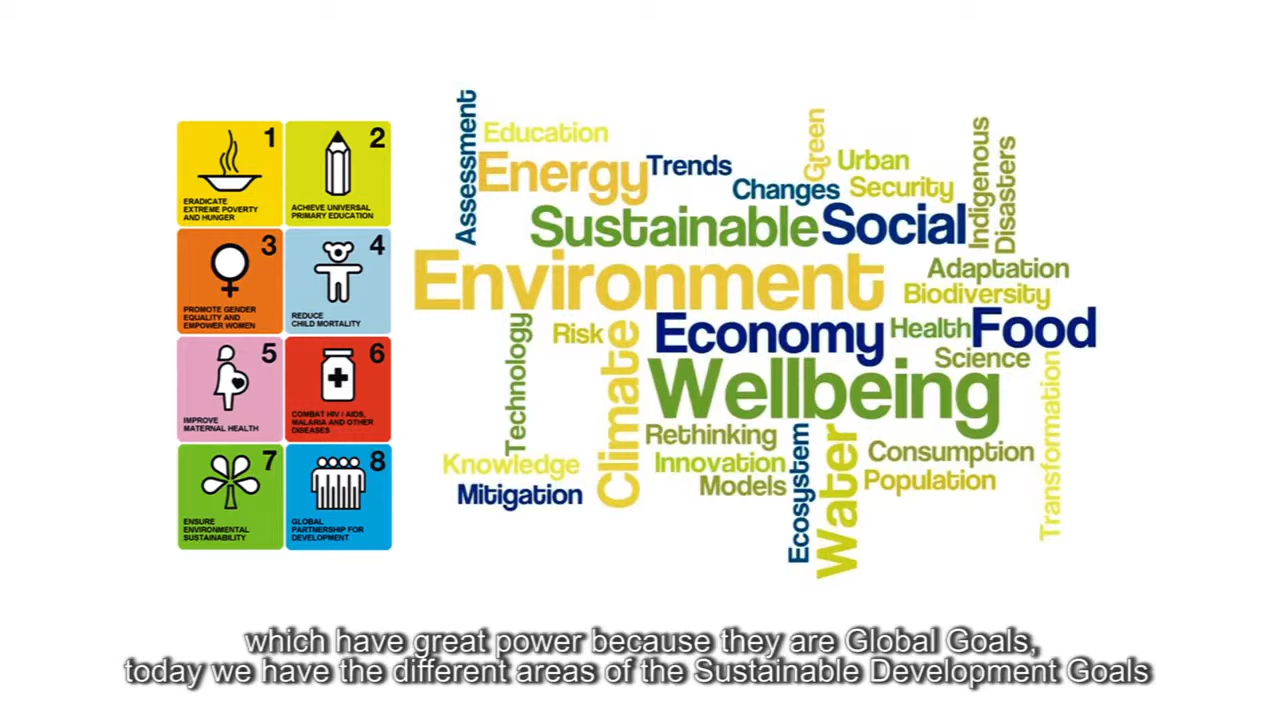 1
ERADICATE
EXTREME POVERTY
AND HUNGER
2
ACHIEVE UNIVERSAL
PRIMARY EDUCATION
3
PROMOTE GENDER
EQUALITY AND
EMPOWER WOMEN
4
REDUCE
CHILD MORTALITY
5
IMPROVE
MATERNAL HEALTH
6
COMBAT HIV / AIDS,
MALARIA AND OTHER
DISEASES
7
ENSURE
ENVIRONMENTAL
SUSTAINABILITY
8
GLOBAL
PARTNERSHIP FOR
DEVELOPMENT
Assessment
Education
Energy
Trends
Changes
Green
Urban
Security
Indigenous
Disasters
Sustainable
Social
Environment
Adaptation
Biodiversity
Technology
Risk
Climate
Economy
Health
Food
Science
Wellbeing
Transformation
Rethinking
Knowledge
Innovation
Mitigation
Models
Ecosystem
Water
Consumption
Population
which have great power because they are Global Goals,
today we have the different areas of the Sustainable Development Goals